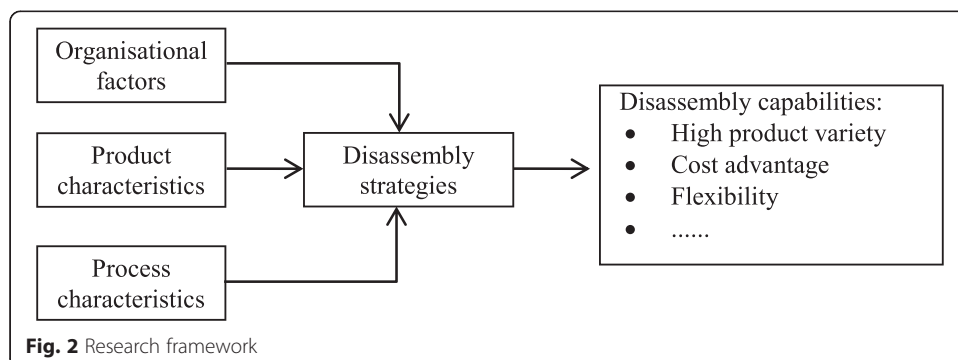 Organisational
factors
Product
characteristics
Process
characteristics
Disassembly
strategies
Disassembly capabilities:
● High product variety
● Cost advantage
● Flexibility
● ......
Fig. 2 Research framework